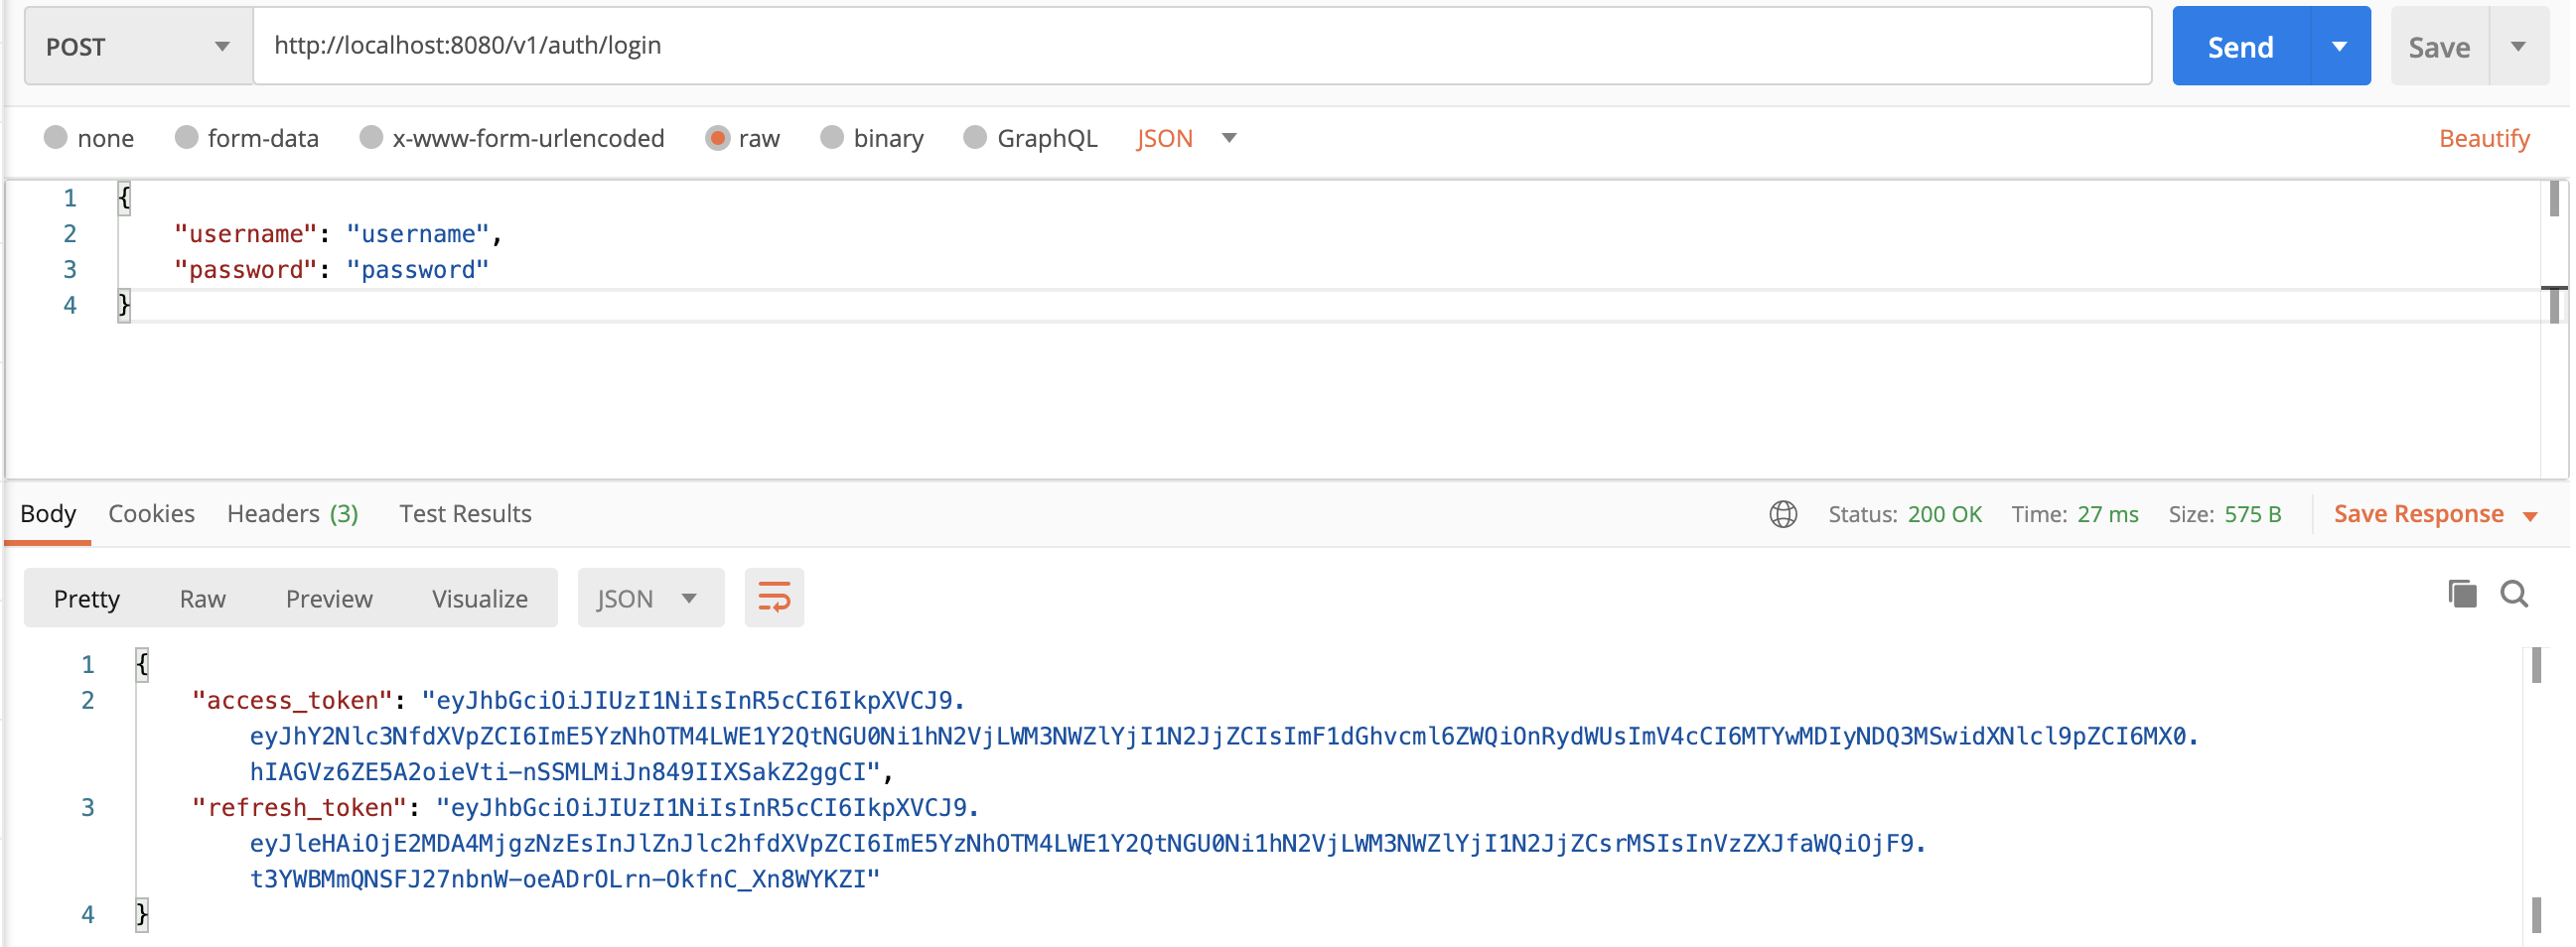 POST http://localhost:8080/v1/auth/login Send Save
none form-data x-www-form-urlencoded raw binary GraphQL JSON Beautify
1 {
2 "username": "username",
3 "password": "password"
4 }
Body Cookies Headers (3) Test Results Status: 200 OK Time: 27 ms Size: 575 B Save Response
Pretty Raw Preview Visualize JSON
1 {
2 "access_token": "eyJhbGciOiJIUzI1NiIsInR5cCI6IkpXVCJ9.
eyJhY2Nlc3NfdXVpZCI6ImE5YzNhOTM4LWE1Y2QtNGU0Ni1hN2VjLWM3NWZlYjI1N2JjZCIsImF1dGhvcml6ZWQiOnRydWUsImV4cCI6MTYwMDIyNDQ3MSwidXNlcl9pZCI6MX0.
hIAGVz6ZE5A2oieVti-nSSMLMiJn849IIXSakZ2ggCI",
3 "refresh_token": "eyJhbGciOiJIUzI1NiIsInR5cCI6IkpXVCJ9.
eyJleHAiOjE2MDA4MjgzNzEsInJlZnJlc2hfdXVpZCI6ImE5YzNhOTM4LWE1Y2QtNGU0Ni1hN2VjLWM3NWZlYjI1N2JjZCsrMSIsInVzZXJfaWQiOjF9.
t3YWBMmQNSFJ27nbnW-oeADrOLrn-OkfnC_Xn8WYKZI"
4 }